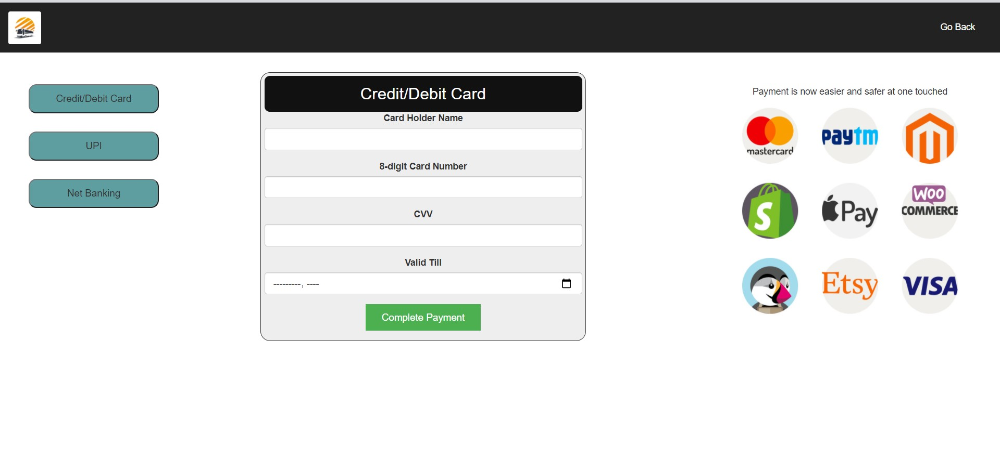 Go Back
Credit/Debit Card
UPI
Net Banking
Credit/Debit Card
Card Holder Name
8-digit Card Number
CVV
Valid Till
---------, ----
Complete Payment
Payment is now easier and safer at one touched
mastercard
paytm
S
Pay
WOO
COMMERCE
Etsy
VISA